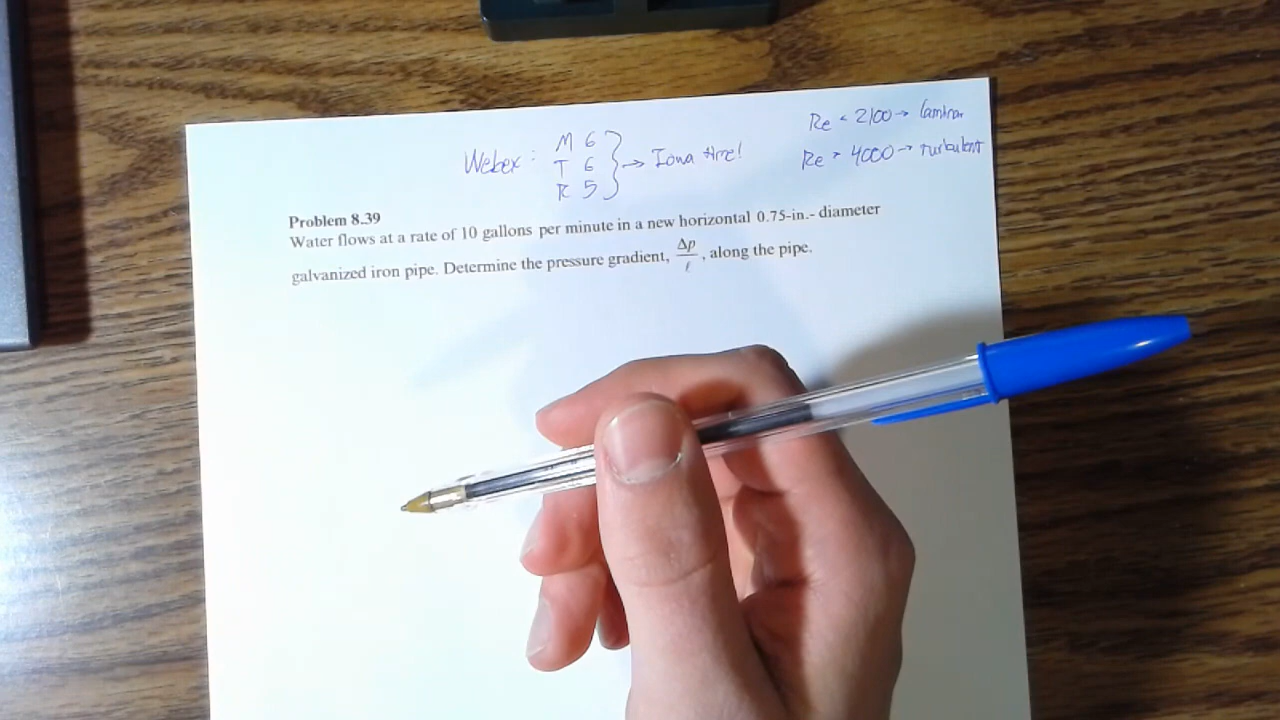 Webex : M 6
T 6
R 5
→ Iowa time!
Re < 2100 → laminar
Re > 4000 → turbulent
Problem 8.39
Water flows at a rate of 10 gallons per minute in a new horizontal 0.75-in.- diameter
galvanized iron pipe. Determine the pressure gradient, Δp/ℓ, along the pipe.